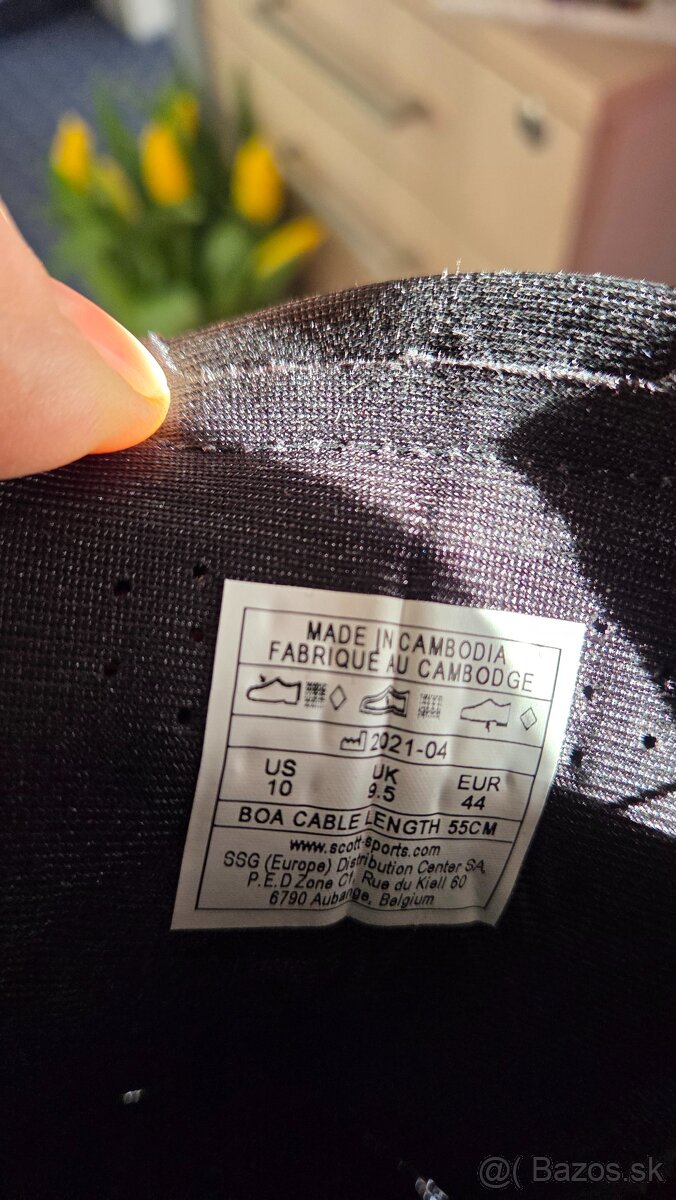 MADE IN CAMBODIA
FABRIQUÉ AU CAMBODGE
2021-04
US UK EUR
10 9.5 44
BOA CABLE LENGTH 55CM
www.scott-sports.com
SSG (Europe) Distribution Center SA,
P.E.D Zone C1, Rue du Kiell 60
6790 Aubange, Belgium
@( Bazos.sk